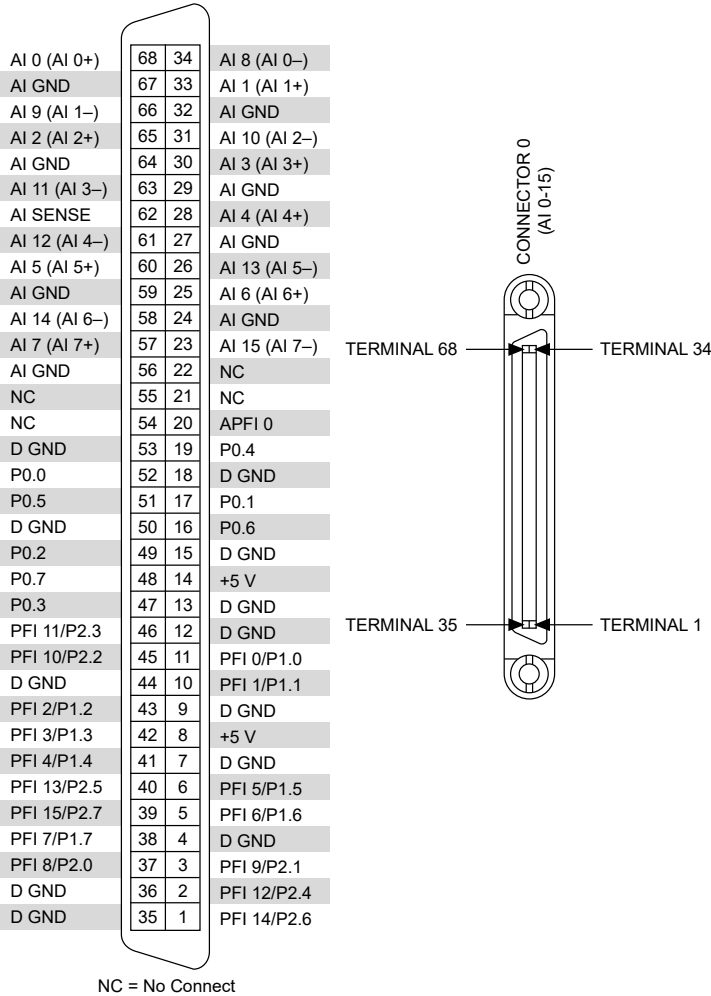 AI 0 (AI 0+) 68 34 AI 8 (AI 0–)
AI GND 67 33 AI 1 (AI 1+)
AI 9 (AI 1–) 66 32 AI GND
AI 2 (AI 2+) 65 31 AI 10 (AI 2–)
AI GND 64 30 AI 3 (AI 3+)
AI 11 (AI 3–) 63 29 AI GND
AI SENSE 62 28 AI 4 (AI 4+)
AI 12 (AI 4–) 61 27 AI GND
AI 5 (AI 5+) 60 26 AI 13 (AI 5–)
AI GND 59 25 AI 6 (AI 6+)
AI 14 (AI 6–) 58 24 AI GND
AI 7 (AI 7+) 57 23 AI 15 (AI 7–)
AI GND 56 22 NC
NC 55 21 NC
NC 54 20 APFI 0
D GND 53 19 P0.4
P0.0 52 18 D GND
P0.5 51 17 P0.1
D GND 50 16 P0.6
P0.2 49 15 D GND
P0.7 48 14 +5 V
P0.3 47 13 D GND
PFI 11/P2.3 46 12 D GND
PFI 10/P2.2 45 11 PFI 0/P1.0
D GND 44 10 PFI 1/P1.1
PFI 2/P1.2 43 9 D GND
PFI 3/P1.3 42 8 +5 V
PFI 4/P1.4 41 7 D GND
PFI 13/P2.5 40 6 PFI 5/P1.5
PFI 15/P2.7 39 5 PFI 6/P1.6
PFI 7/P1.7 38 4 D GND
PFI 8/P2.0 37 3 PFI 9/P2.1
D GND 36 2 PFI 12/P2.4
D GND 35 1 PFI 14/P2.6
NC = No Connect
CONNECTOR 0
(AI 0-15)
TERMINAL 68 TERMINAL 34
TERMINAL 35 TERMINAL 1